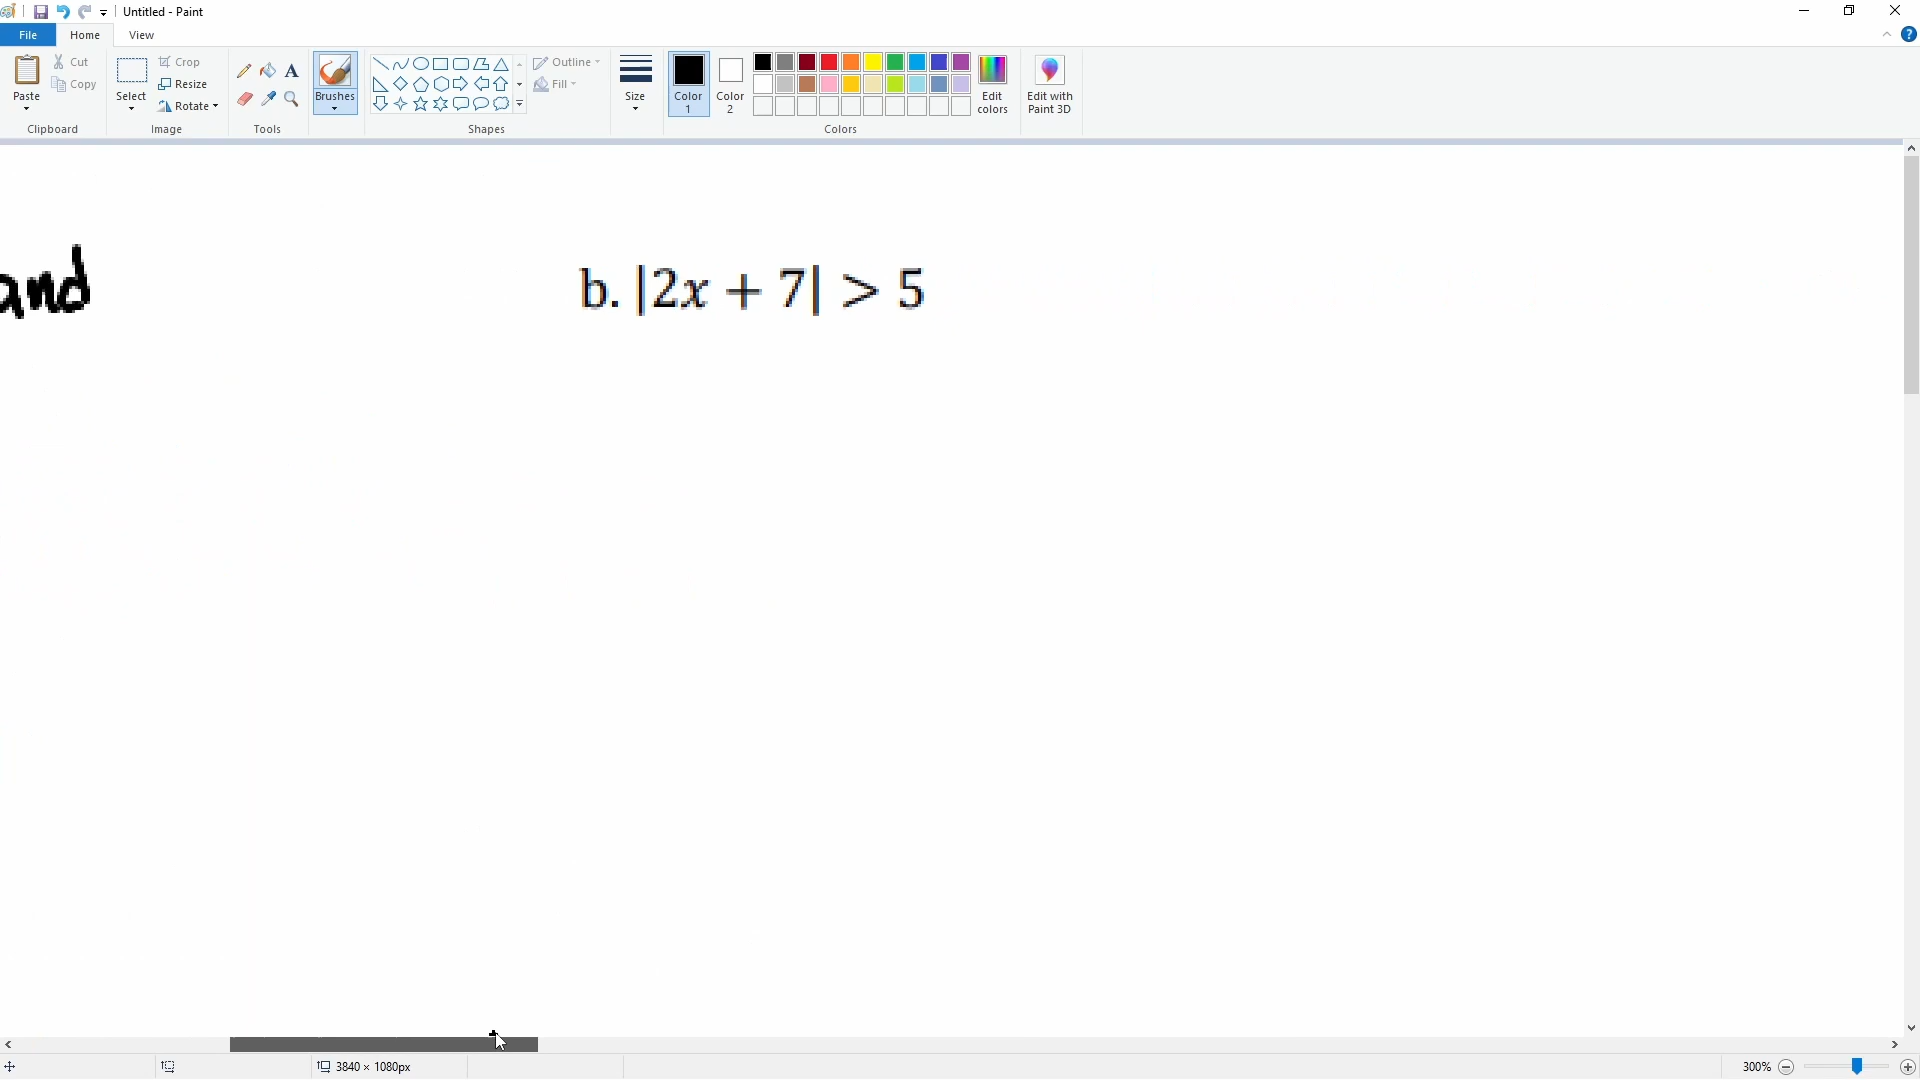 Untitled - Paint
File Home View
Paste Cut Copy Clipboard
Select Crop Resize Rotate Image
Tools
Brushes
Shapes Outline Fill
Size
Color 1 Color 2 Edit colors Colors
Edit with Paint 3D
and b. |2x + 7| > 5
3840 × 1080px 300%